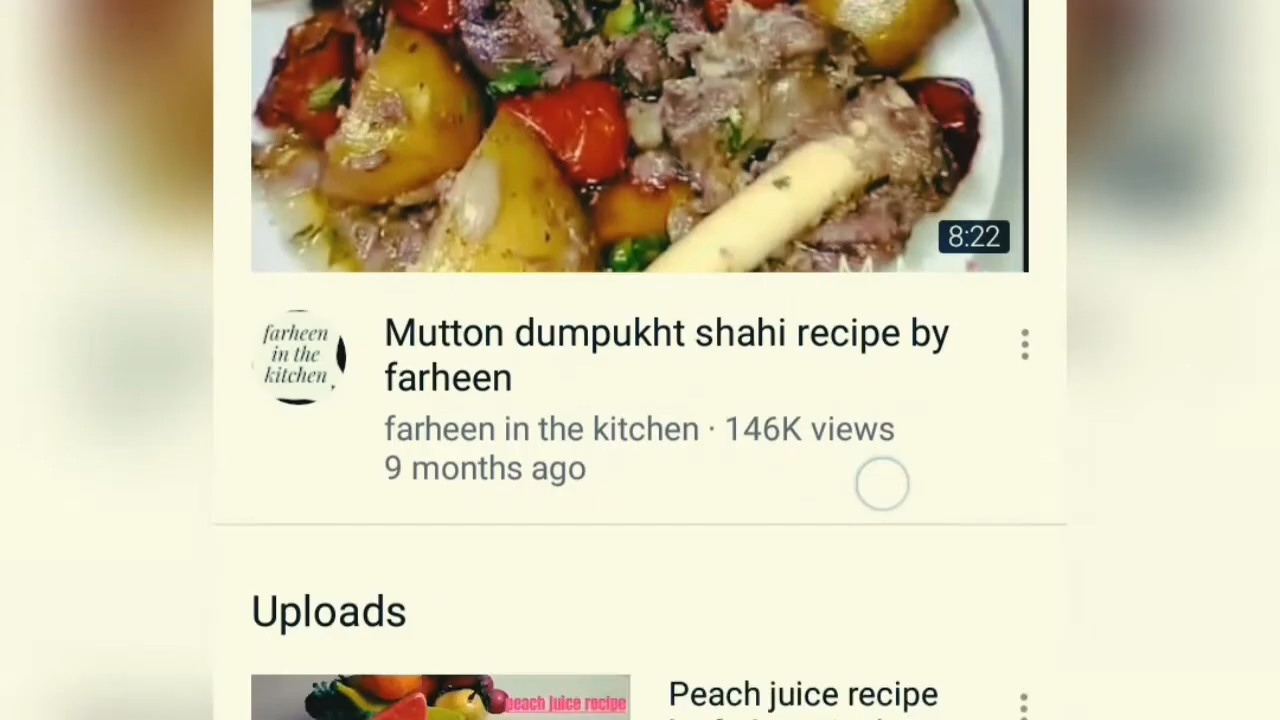 8:22
farheen
in the
kitchen
Mutton dumpukht shahi recipe by
farheen
farheen in the kitchen · 146K views
9 months ago
Uploads
peach juice recipe
Peach juice recipe